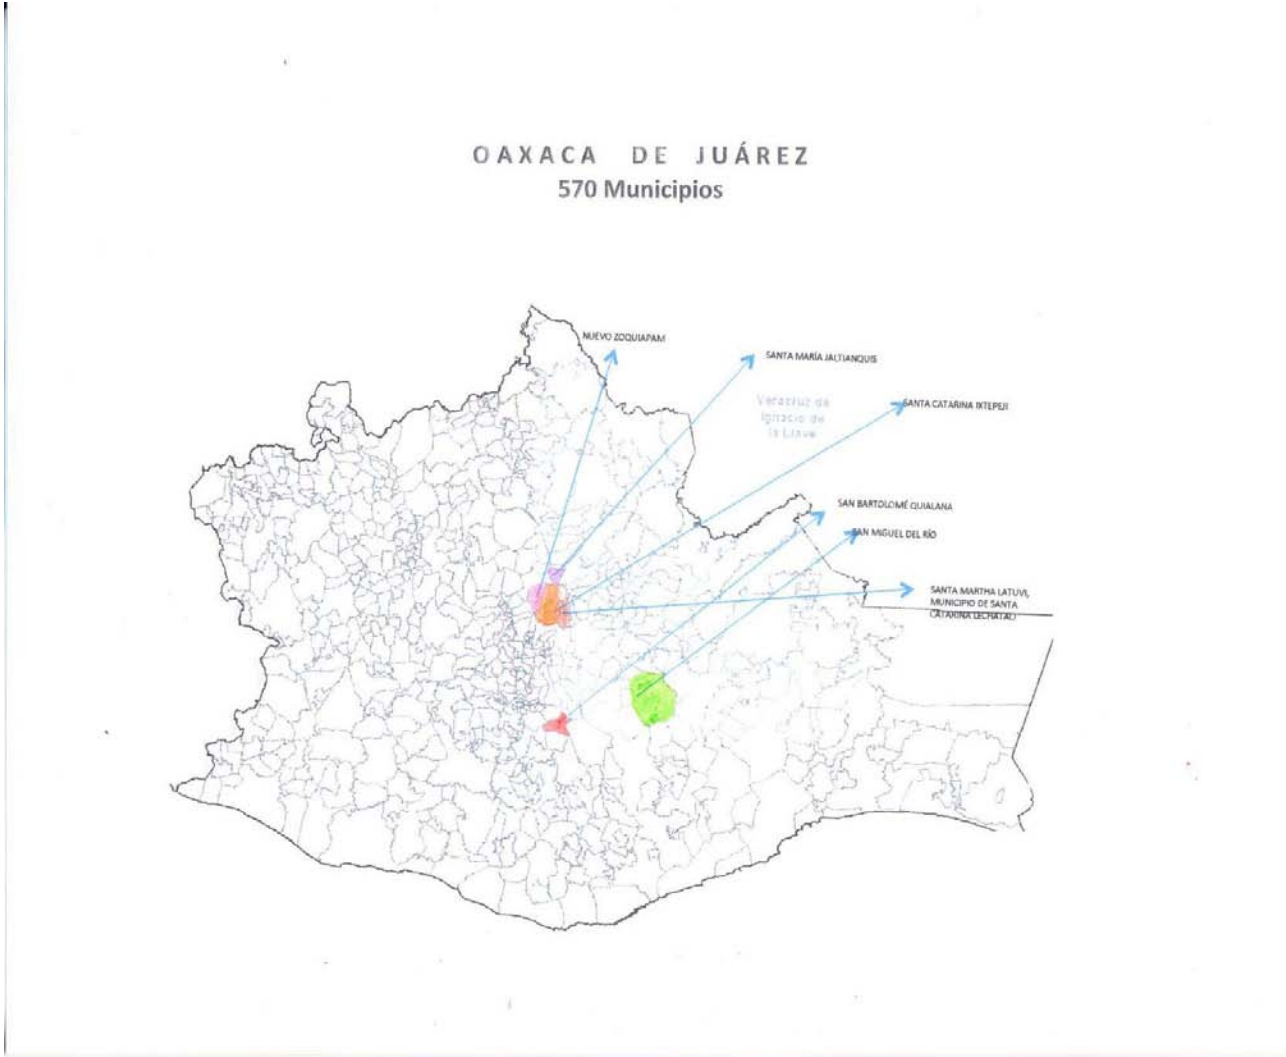 OAXACA DE JUÁREZ
570 Municipios
NUEVO ZOQUIAPAM
SANTA MARÍA JALTIANQUIS
Veracruz de
Ignacio de
la Llave
SANTA CATARINA IXTEPEJI
SAN BARTOLOMÉ QUIALANA
SAN MIGUEL DEL RÍO
SANTA MARTHA LATUVI,
MUNICIPIO DE SANTA
CATARINA LECHATAO